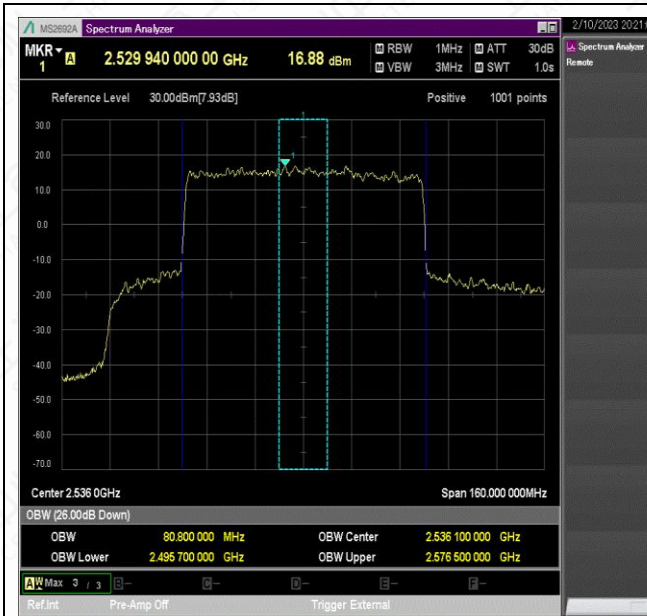 MS2692A Spectrum Analyzer
2/10/2023 20:21
MKR 1 A 2.529 940 000 00 GHz 16.88 dBm
RBW 1MHz ATT 30dB
VBW 3MHz SWT 1.0s
Spectrum Analyzer
Remote
Reference Level 30.00dBm[7.93dB] Positive 1001 points
30.0
20.0
10.0
0.0
-10.0
-20.0
-30.0
-40.0
-50.0
-60.0
-70.0
1
Center 2.536 0GHz Span 160.000 000MHz
OBW (26.00dB Down)
OBW 80.800 000 MHz OBW Center 2.536 100 000 GHz
OBW Lower 2.495 700 000 GHz OBW Upper 2.576 500 000 GHz
A W Max 3 / 3 B- C- D- E- F-
Ref.Int Pre-Amp Off Trigger External